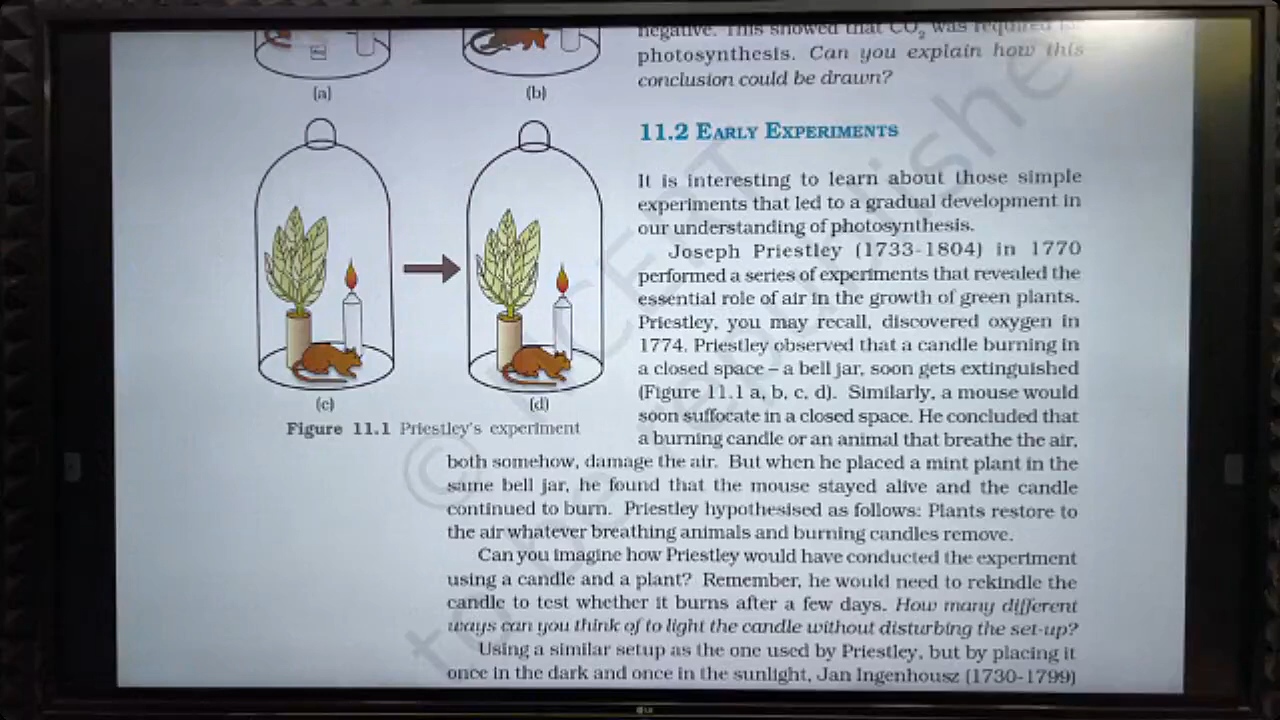 (a)
(b)
(c)
(d)
Figure 11.1 Priestley's experiment
negative. This showed that CO₂ was required for
photosynthesis. Can you explain how this
conclusion could be drawn?
11.2 EARLY EXPERIMENTS
It is interesting to learn about those simple
experiments that led to a gradual development in
our understanding of photosynthesis.
Joseph Priestley (1733-1804) in 1770
performed a series of experiments that revealed the
essential role of air in the growth of green plants.
Priestley, you may recall, discovered oxygen in
1774. Priestley observed that a candle burning in
a closed space – a bell jar, soon gets extinguished
(Figure 11.1 a, b, c, d). Similarly, a mouse would
soon suffocate in a closed space. He concluded that
a burning candle or an animal that breathe the air,
both somehow, damage the air. But when he placed a mint plant in the
same bell jar, he found that the mouse stayed alive and the candle
continued to burn. Priestley hypothesised as follows: Plants restore to
the air whatever breathing animals and burning candles remove.
Can you imagine how Priestley would have conducted the experiment
using a candle and a plant? Remember, he would need to rekindle the
candle to test whether it burns after a few days. How many different
ways can you think of to light the candle without disturbing the set-up?
Using a similar setup as the one used by Priestley, but by placing it
once in the dark and once in the sunlight, Jan Ingenhousz (1730-1799)
LG